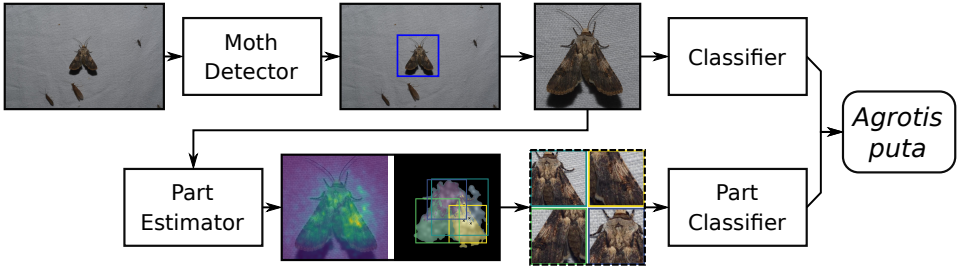 Moth
Detector
Classifier
Agrotis
puta
Part
Estimator
Part
Classifier